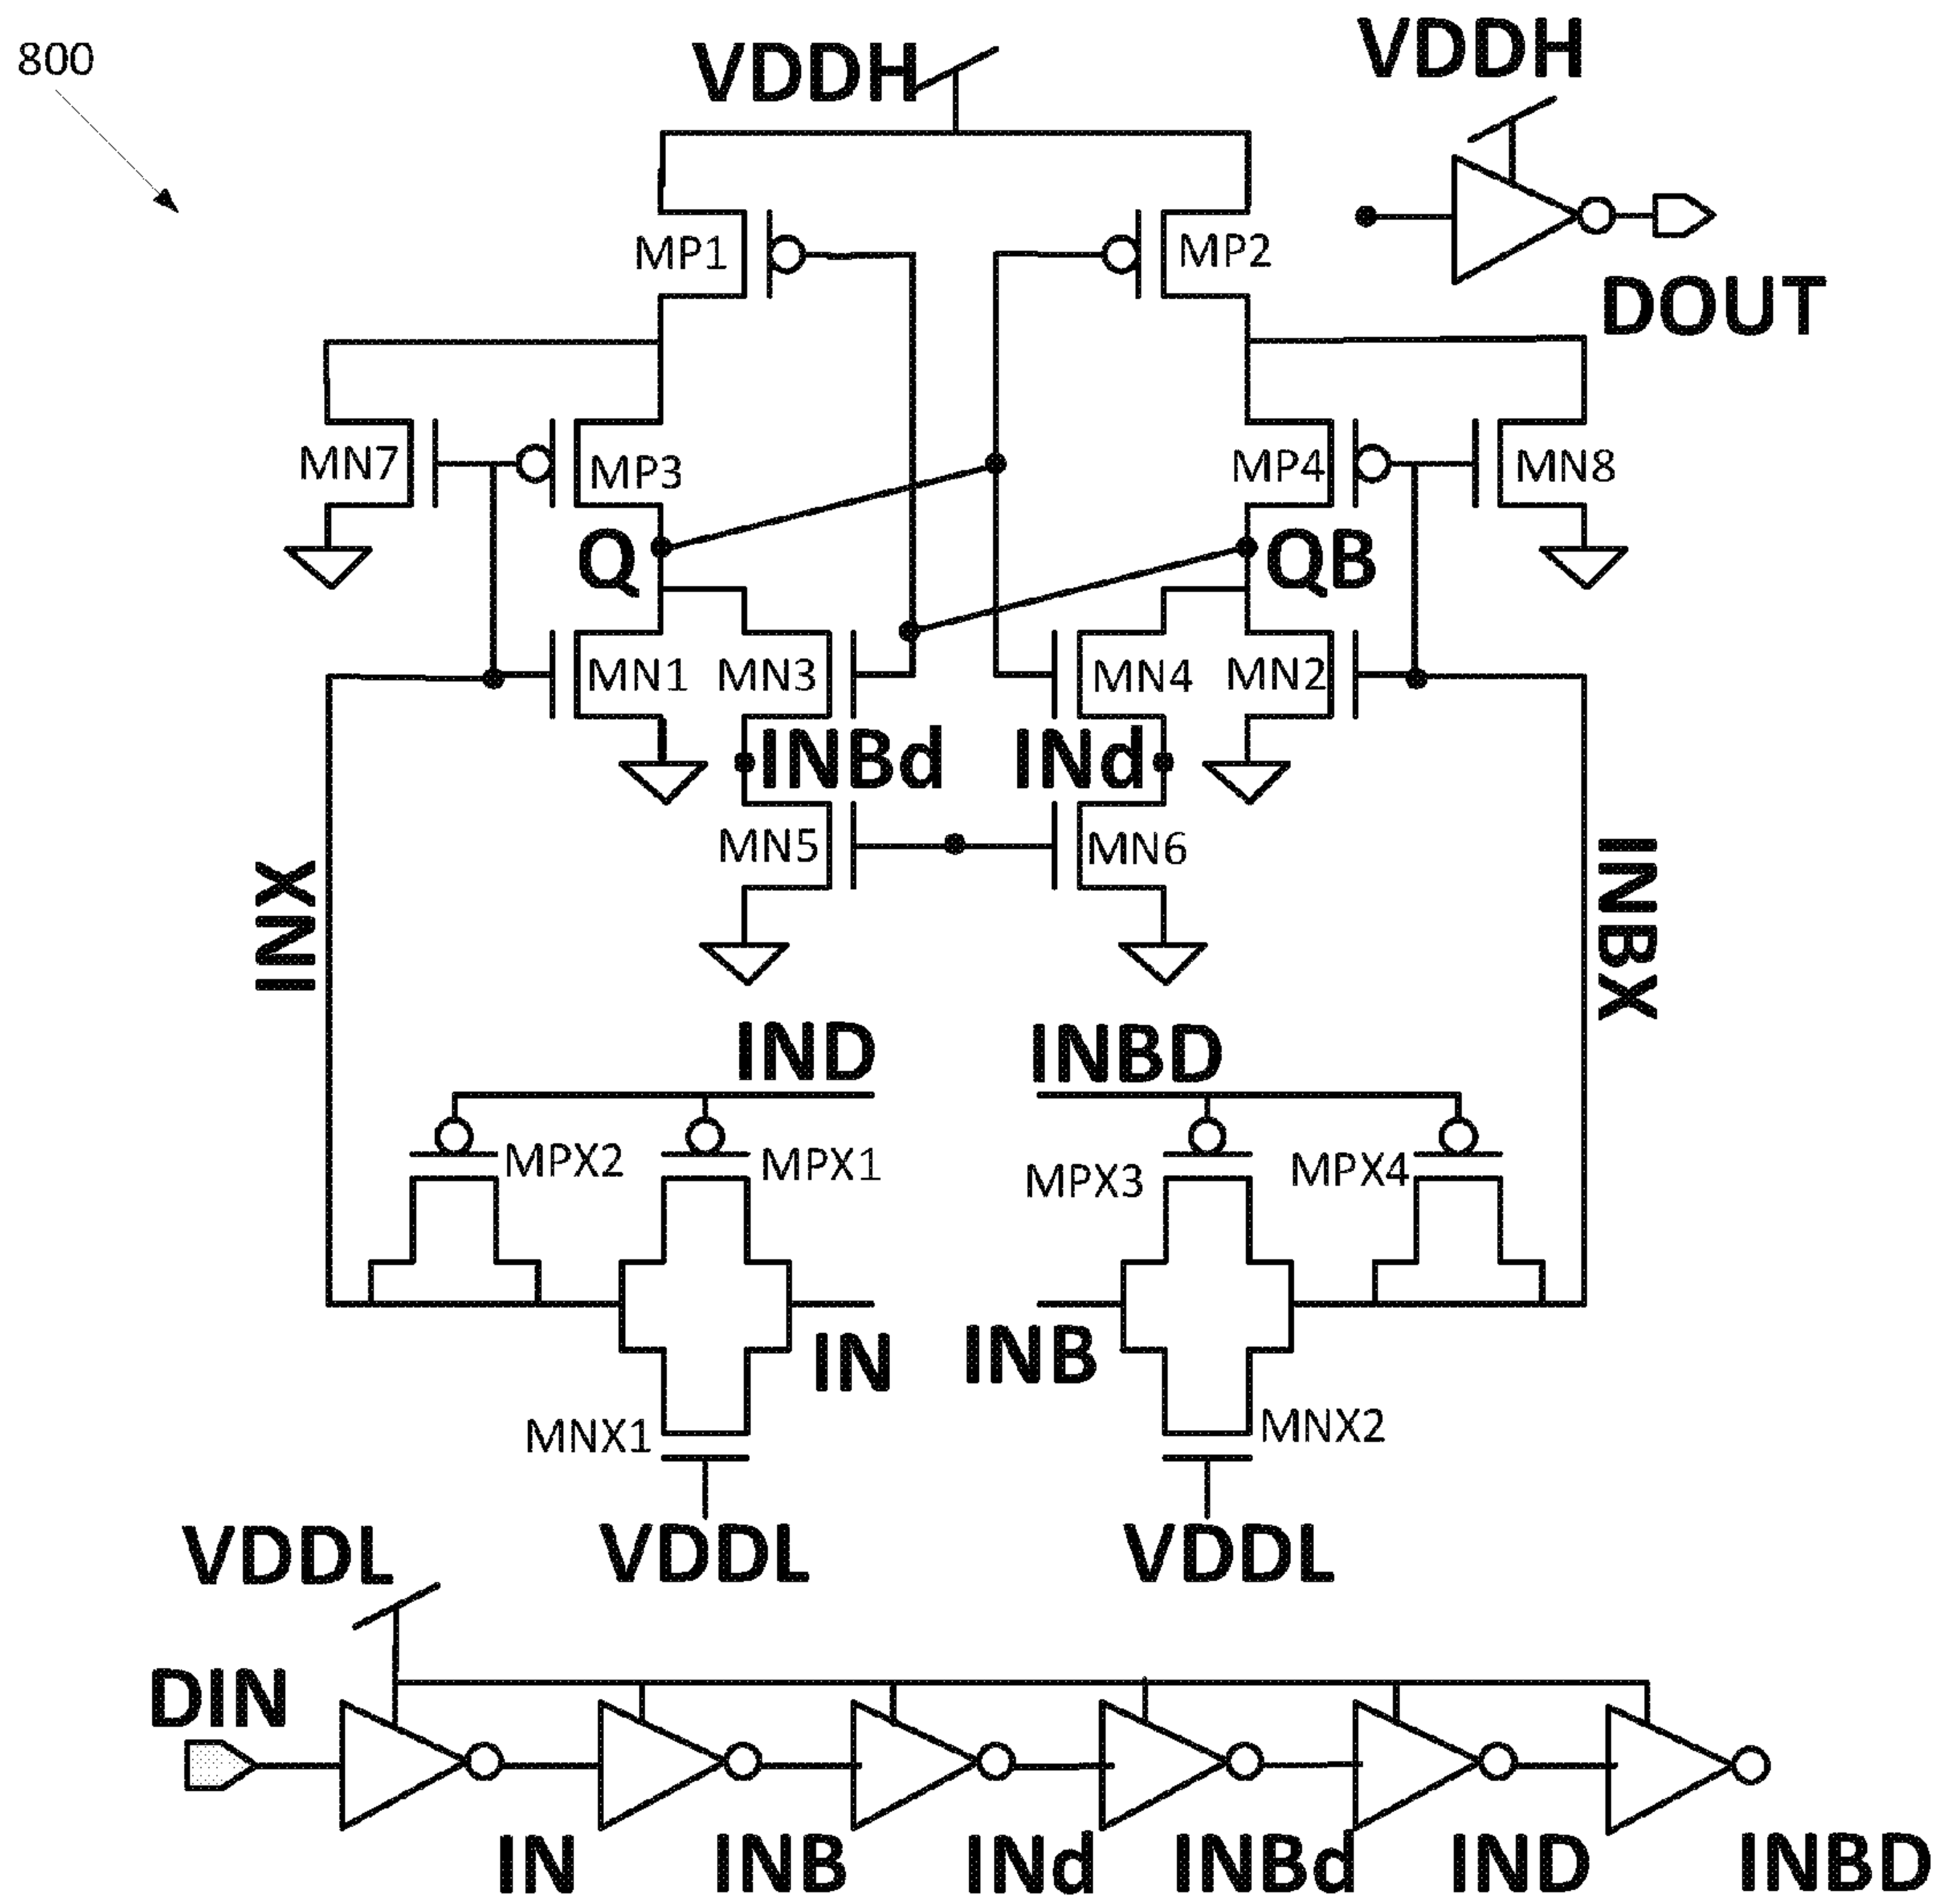 800
VDDH
VDDH
MP1
MP2
DOUT
MN7
MP3
MP4
MN8
Q
QB
MN1
MN3
MN4
MN2
INBd
INd
MN5
MN6
INX
INBX
IND
INBD
MPX2
MPX1
MPX3
MPX4
IN
INB
MNX1
MNX2
VDDL
VDDL
VDDL
DIN
IN
INB
INd
INBd
IND
INBD